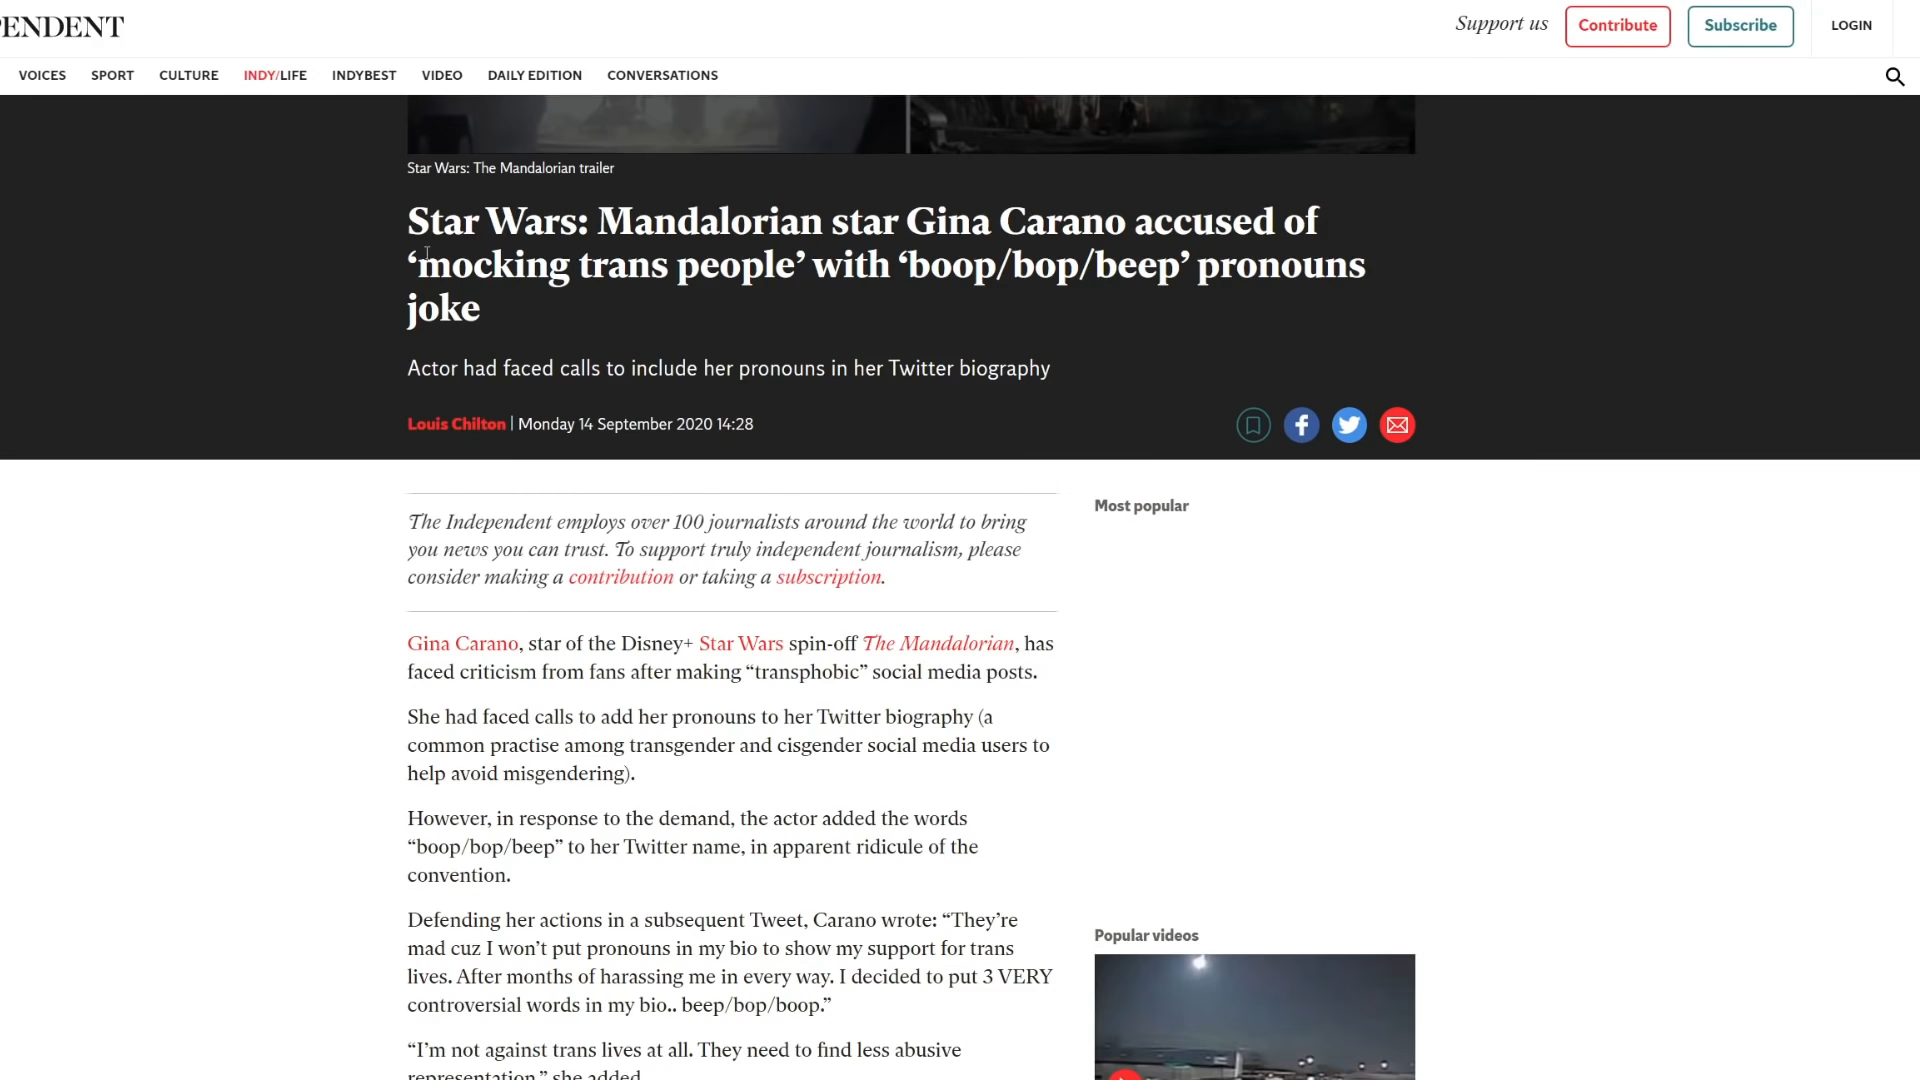 PENDENT
Support us
Contribute
Subscribe
LOGIN
VOICES
SPORT
CULTURE
INDY/LIFE
INDYBEST
VIDEO
DAILY EDITION
CONVERSATIONS
Star Wars: The Mandalorian trailer
Star Wars: Mandalorian star Gina Carano accused of
‘mocking trans people’ with ‘boop/bop/beep’ pronouns
joke
Actor had faced calls to include her pronouns in her Twitter biography
Louis Chilton | Monday 14 September 2020 14:28
The Independent employs over 100 journalists around the world to bring
you news you can trust. To support truly independent journalism, please
consider making a contribution or taking a subscription.
Most popular
Gina Carano, star of the Disney+ Star Wars spin-off The Mandalorian, has
faced criticism from fans after making “transphobic” social media posts.
She had faced calls to add her pronouns to her Twitter biography (a
common practise among transgender and cisgender social media users to
help avoid misgendering).
However, in response to the demand, the actor added the words
“boop/bop/beep” to her Twitter name, in apparent ridicule of the
convention.
Defending her actions in a subsequent Tweet, Carano wrote: “They’re
mad cuz I won’t put pronouns in my bio to show my support for trans
lives. After months of harassing me in every way. I decided to put 3 VERY
controversial words in my bio.. beep/bop/boop.”
Popular videos
“I’m not against trans lives at all. They need to find less abusive
representation,” she added.